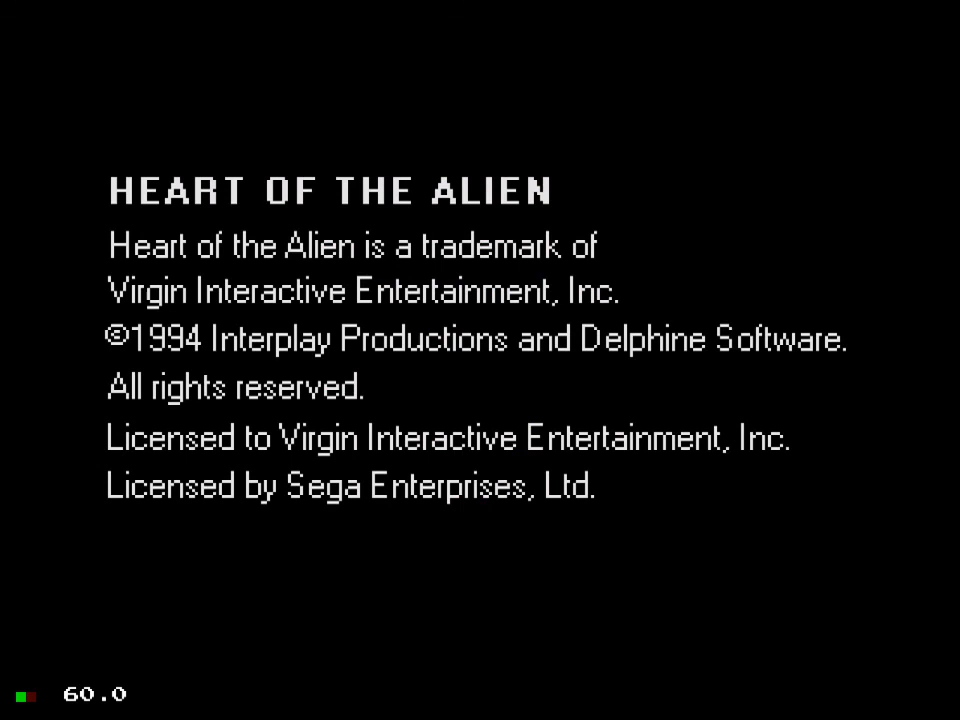 HEART OF THE ALIEN
Heart of the Alien is a trademark of
Virgin Interactive Entertainment, Inc.
©1994 Interplay Productions and Delphine Software.
All rights reserved.
Licensed to Virgin Interactive Entertainment, Inc.
Licensed by Sega Enterprises, Ltd.
60.0